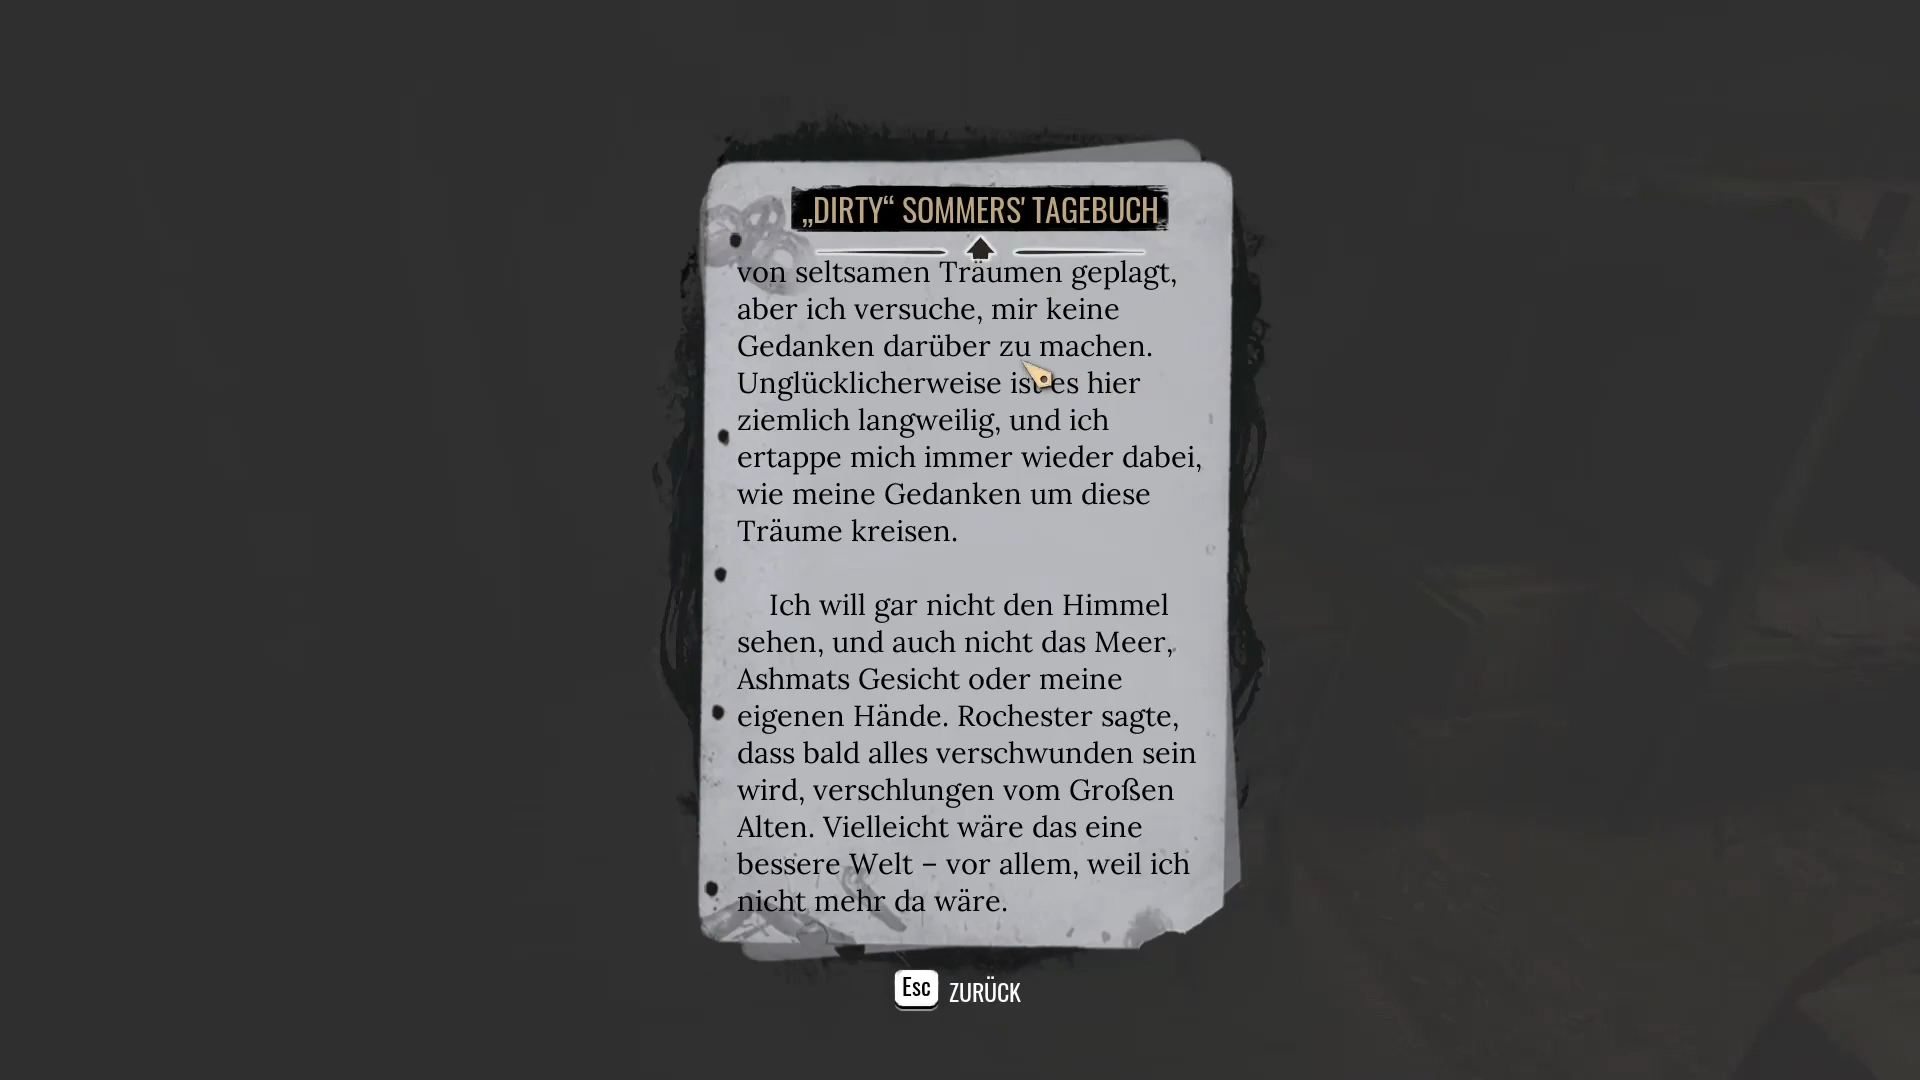 „DIRTY“ SOMMERS' TAGEBUCH
von seltsamen Träumen geplagt,
aber ich versuche, mir keine
Gedanken darüber zu machen.
Unglücklicherweise ist es hier
ziemlich langweilig, und ich
ertappe mich immer wieder dabei,
wie meine Gedanken um diese
Träume kreisen.
Ich will gar nicht den Himmel
sehen, und auch nicht das Meer,
Ashmats Gesicht oder meine
eigenen Hände. Rochester sagte,
dass bald alles verschwunden sein
wird, verschlungen vom Großen
Alten. Vielleicht wäre das eine
bessere Welt – vor allem, weil ich
nicht mehr da wäre.
Esc ZURÜCK